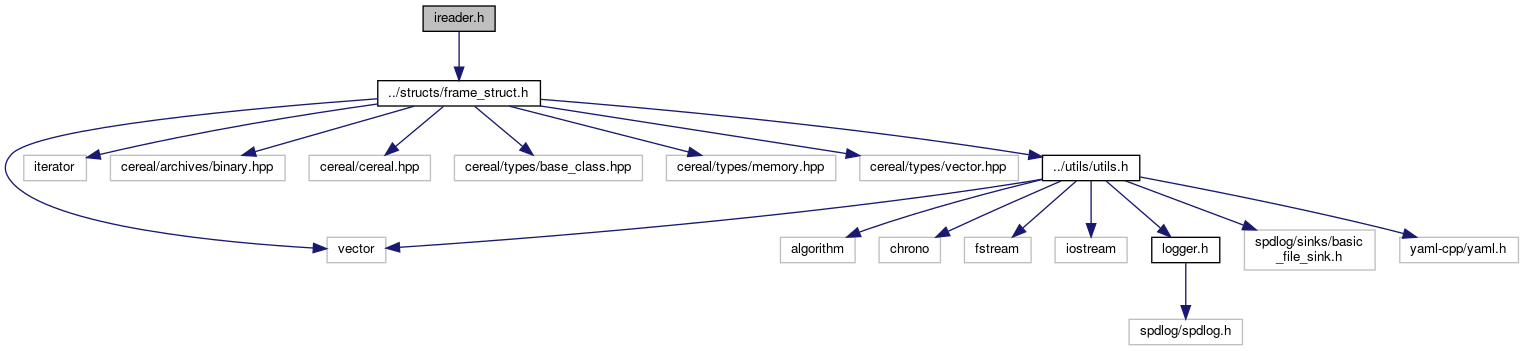 ireader.h
../structs/frame_struct.h
iterator
cereal/archives/binary.hpp
cereal/cereal.hpp
cereal/types/base_class.hpp
cereal/types/memory.hpp
cereal/types/vector.hpp
../utils/utils.h
vector
algorithm
chrono
fstream
iostream
logger.h
spdlog/sinks/basic
_file_sink.h
yaml-cpp/yaml.h
spdlog/spdlog.h